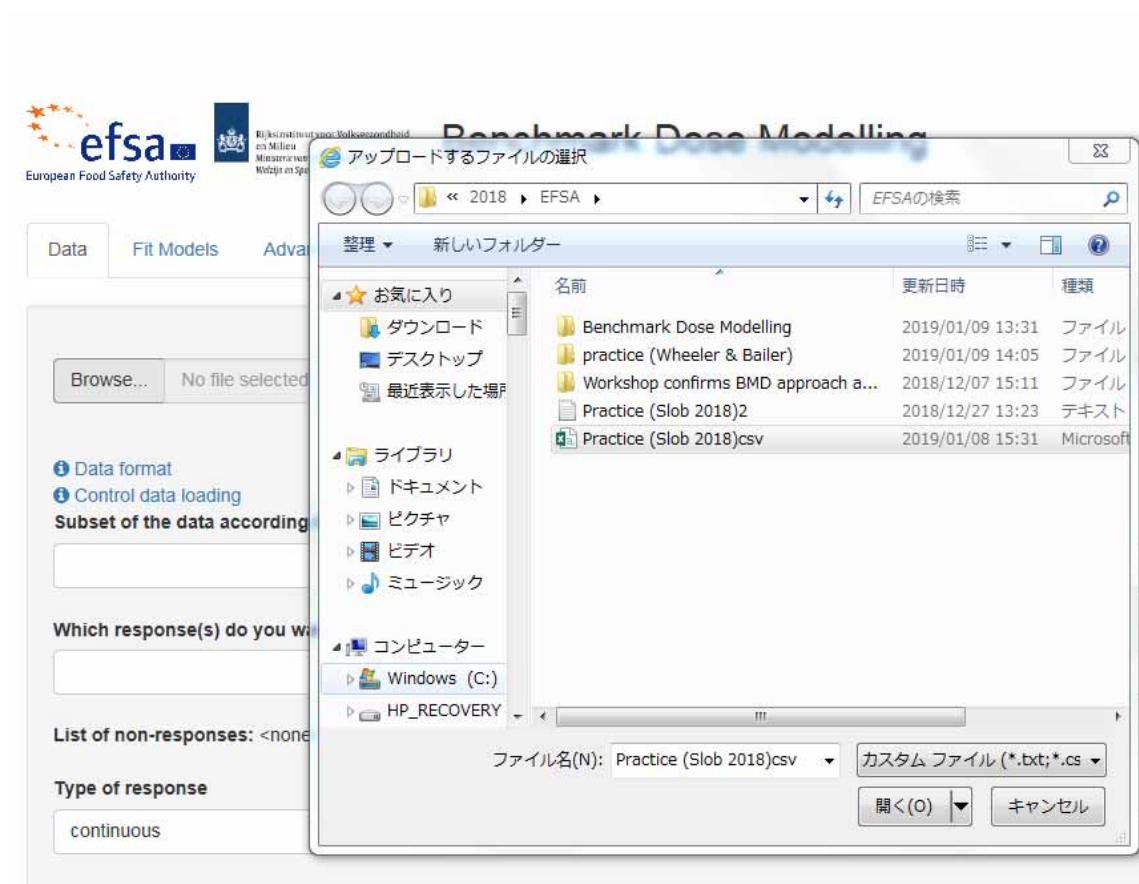 efsa
European Food Safety Authority
Rijksinstituut voor Volksgezondheid
en Milieu
Benchmark Dose Modelling
アップロードするファイルの選択
« 2018 ▸ EFSA ▸
EFSAの検索
Data Fit Models Advan
整理 ▼ 新しいフォルダー
名前 更新日時 種類
お気に入り
ダウンロード
デスクトップ
最近表示した場所
ライブラリ
ドキュメント
ピクチャ
ビデオ
ミュージック
コンピューター
Windows (C:)
HP_RECOVERY
Benchmark Dose Modelling 2019/01/09 13:31 ファイル
practice (Wheeler & Bailer) 2019/01/09 14:05 ファイル
Workshop confirms BMD approach a... 2018/12/07 15:11 ファイル
Practice (Slob 2018)2 2018/12/27 13:23 テキスト
Practice (Slob 2018)csv 2019/01/08 15:31 Microsoft
ファイル名(N): Practice (Slob 2018)csv カスタム ファイル (*.txt;*.cs
開く(O) キャンセル
Browse... No file selected
Data format
Control data loading
Subset of the data according
Which response(s) do you wa
List of non-responses: <none
Type of response
continuous